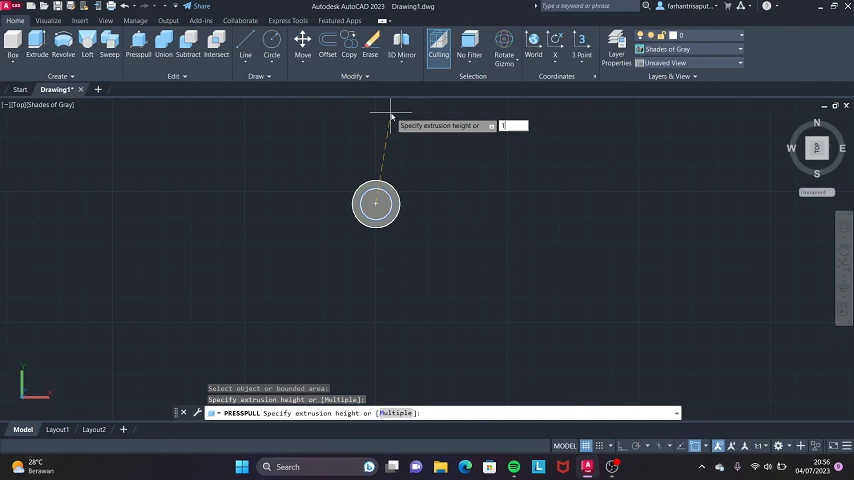 CAD
Share
Autodesk AutoCAD 2024 Drawing1.dwg
Type a keyword or phrase
farhantrisaput...
Home Visualize Insert View Manage Output Add-ins Collaborate Express Tools Featured Apps
Box Extrude Revolve Loft Sweep
Presspull Union Subtract Intersect
Line Circle
Move Offset Copy Erase 3D Mirror
Culling No Filter Gizmo
World X 3 Point
Layer Properties
0
Shades of Gray
Unnamed
Create Edit Draw Modify Selection Coordinates Layers & View
Start Drawing1*
[−][Top][Shades of Gray]
Specify extrusion height or 1
N
W TOP E
S
Unnamed
Y
X
Select object or bounded area:
Specify extrusion height or [Multiple]:
PRESSPULL Specify extrusion height or [Multiple]:
Model Layout1 Layout2
MODEL 1:1
28°C
Berawan
Search
20:56
04/07/2023